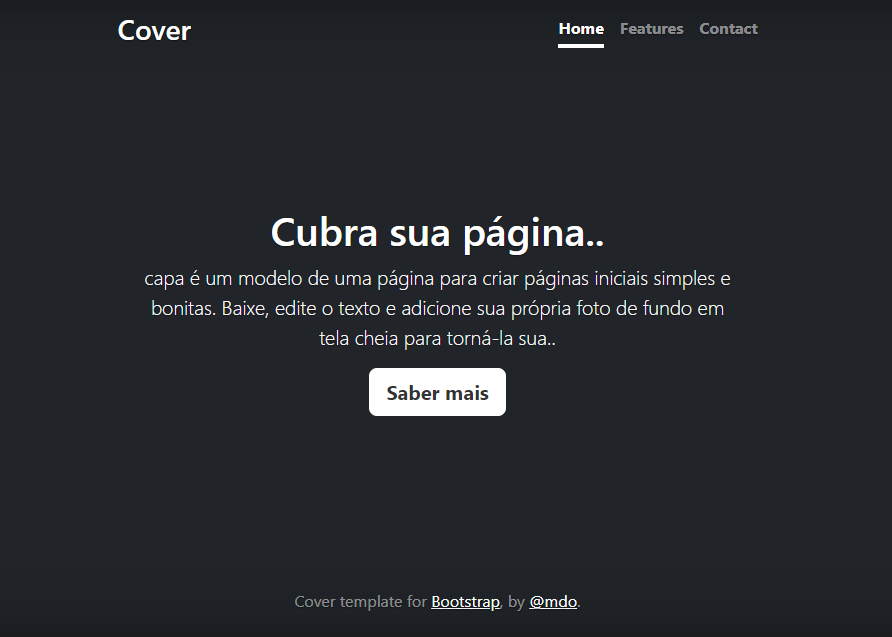 Cover
Home Features Contact
Cubra sua página..
capa é um modelo de uma página para criar páginas iniciais simples e
bonitas. Baixe, edite o texto e adicione sua própria foto de fundo em
tela cheia para torná-la sua..
Saber mais
Cover template for Bootstrap, by @mdo.